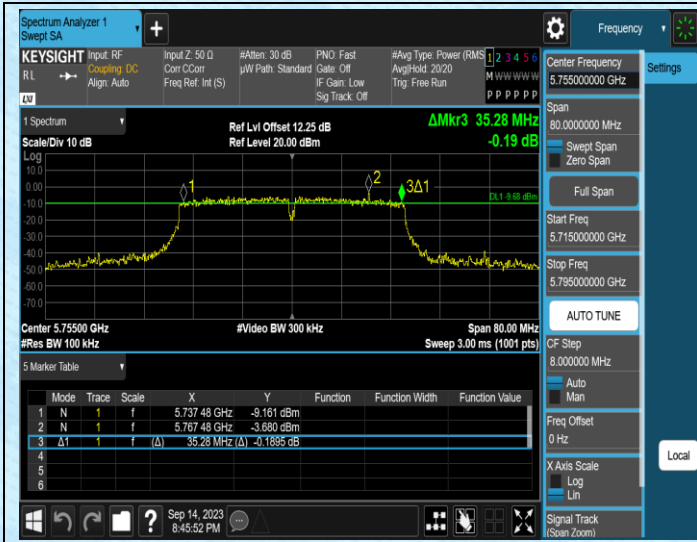 Spectrum Analyzer 1
Swept SA
Frequency
KEYSIGHT
RL
LXI
Input: RF
Coupling: DC
Align: Auto
Input Z: 50 Ω
Corr CCorr
Freq Ref: Int (S)
#Atten: 30 dB
µW Path: Standard
PNO: Fast
Gate: Off
IF Gain: Low
Sig Track: Off
#Avg Type: Power (RMS
Avg|Hold: 20/20
Trig: Free Run
1 2 3 4 5 6
M W W W W W
P P P P P P
Center Frequency
5.755000000 GHz
Settings
1 Spectrum
Scale/Div 10 dB
Ref Lvl Offset 12.25 dB
Ref Level 20.00 dBm
ΔMkr3 35.28 MHz
-0.19 dB
Log
10.0
0.00
-10.0
-20.0
-30.0
-40.0
-50.0
-60.0
-70.0
1
2
3Δ1
DL1 -9.68 dBm
Center 5.75500 GHz
#Res BW 100 kHz
#Video BW 300 kHz
Span 80.00 MHz
Sweep 3.00 ms (1001 pts)
Span
80.0000000 MHz
Swept Span
Zero Span
Full Span
Start Freq
5.715000000 GHz
Stop Freq
5.795000000 GHz
AUTO TUNE
CF Step
8.000000 MHz
Auto
Man
Freq Offset
0 Hz
X Axis Scale
Log
Lin
Signal Track
(Span Zoom)
Local
5 Marker Table
Mode Trace Scale X Y Function Function Width Function Value
1 N 1 f 5.737 48 GHz -9.161 dBm
2 N 1 f 5.767 48 GHz -3.680 dBm
3 Δ1 1 f (Δ) 35.28 MHz (Δ) -0.1895 dB
4
5
6
?
Sep 14, 2023
8:45:52 PM